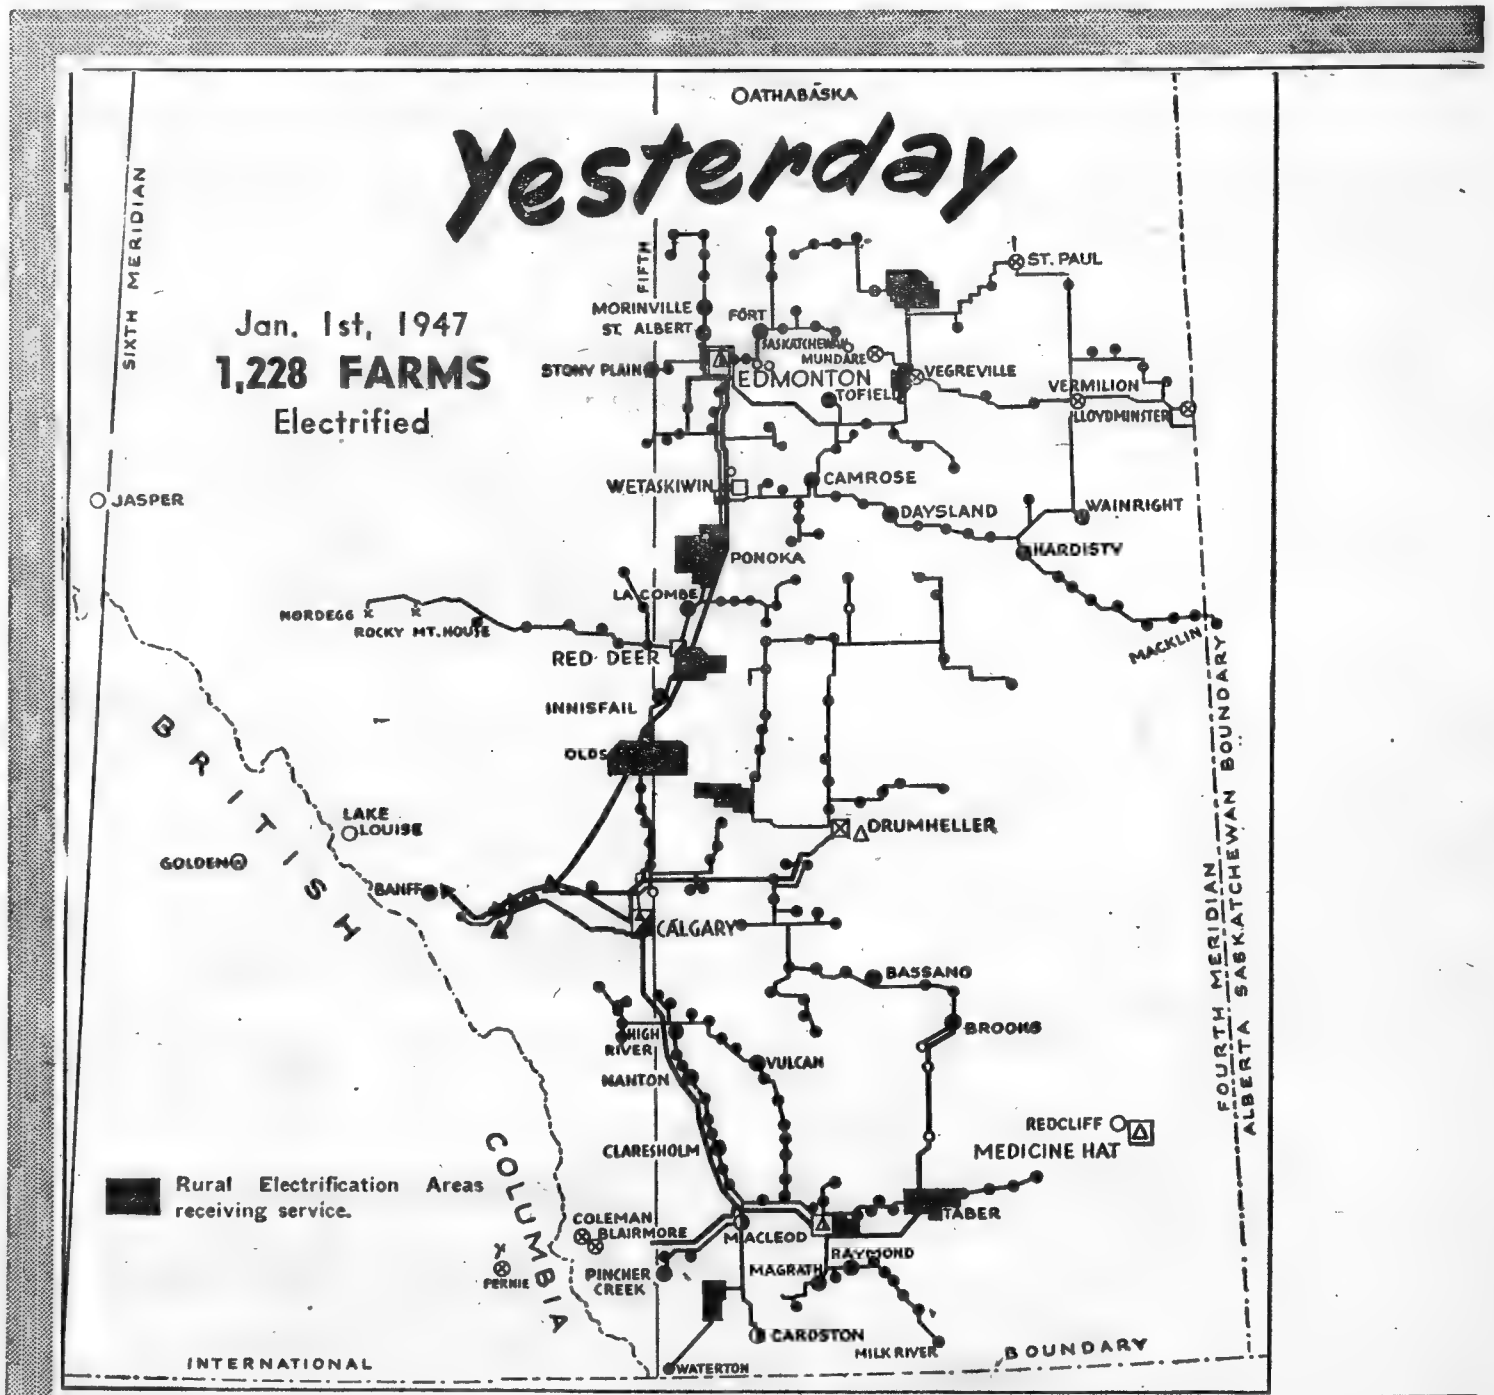 ATHABASKA
Yesterday
SIXTH MERIDIAN
FIFTH
ST. PAUL
Jan. 1st, 1947
1,228 FARMS
Electrified
MORINVILLE
ST. ALBERT
FORT
SASKATCHEWAN
MUNDARE
STONY PLAIN
EDMONTON
VEGREVILLE
TOFIELD
VERMILION
LLOYDMINSTER
WETASKIWIN
CAMROSE
JASPER
DAYSLAND
WAINRIGHT
HARDISTY
PONOKA
LACOMBE
NORDEGG
ROCKY MT. HOUSE
MACKLIN
RED DEER
INNISFAIL
OLDS
BRITISH
LAKE
LOUISE
DRUMHELLER
GOLDEN
BANFF
CALGARY
BASSANO
BROOKS
HIGH
RIVER
VULCAN
NANTON
FOURTH MERIDIAN
ALBERTA SASKATCHEWAN BOUNDARY
REDCLIFF
MEDICINE HAT
CLARESHOLM
COLUMBIA
Rural Electrification Areas
receiving service.
COLEMAN
BLAIRMORE
MACLEOD
TABER
RAYMOND
MAGRATH
FERNIE
PINCHER
CREEK
CARDSTON
MILK RIVER
WATERTON
INTERNATIONAL BOUNDARY